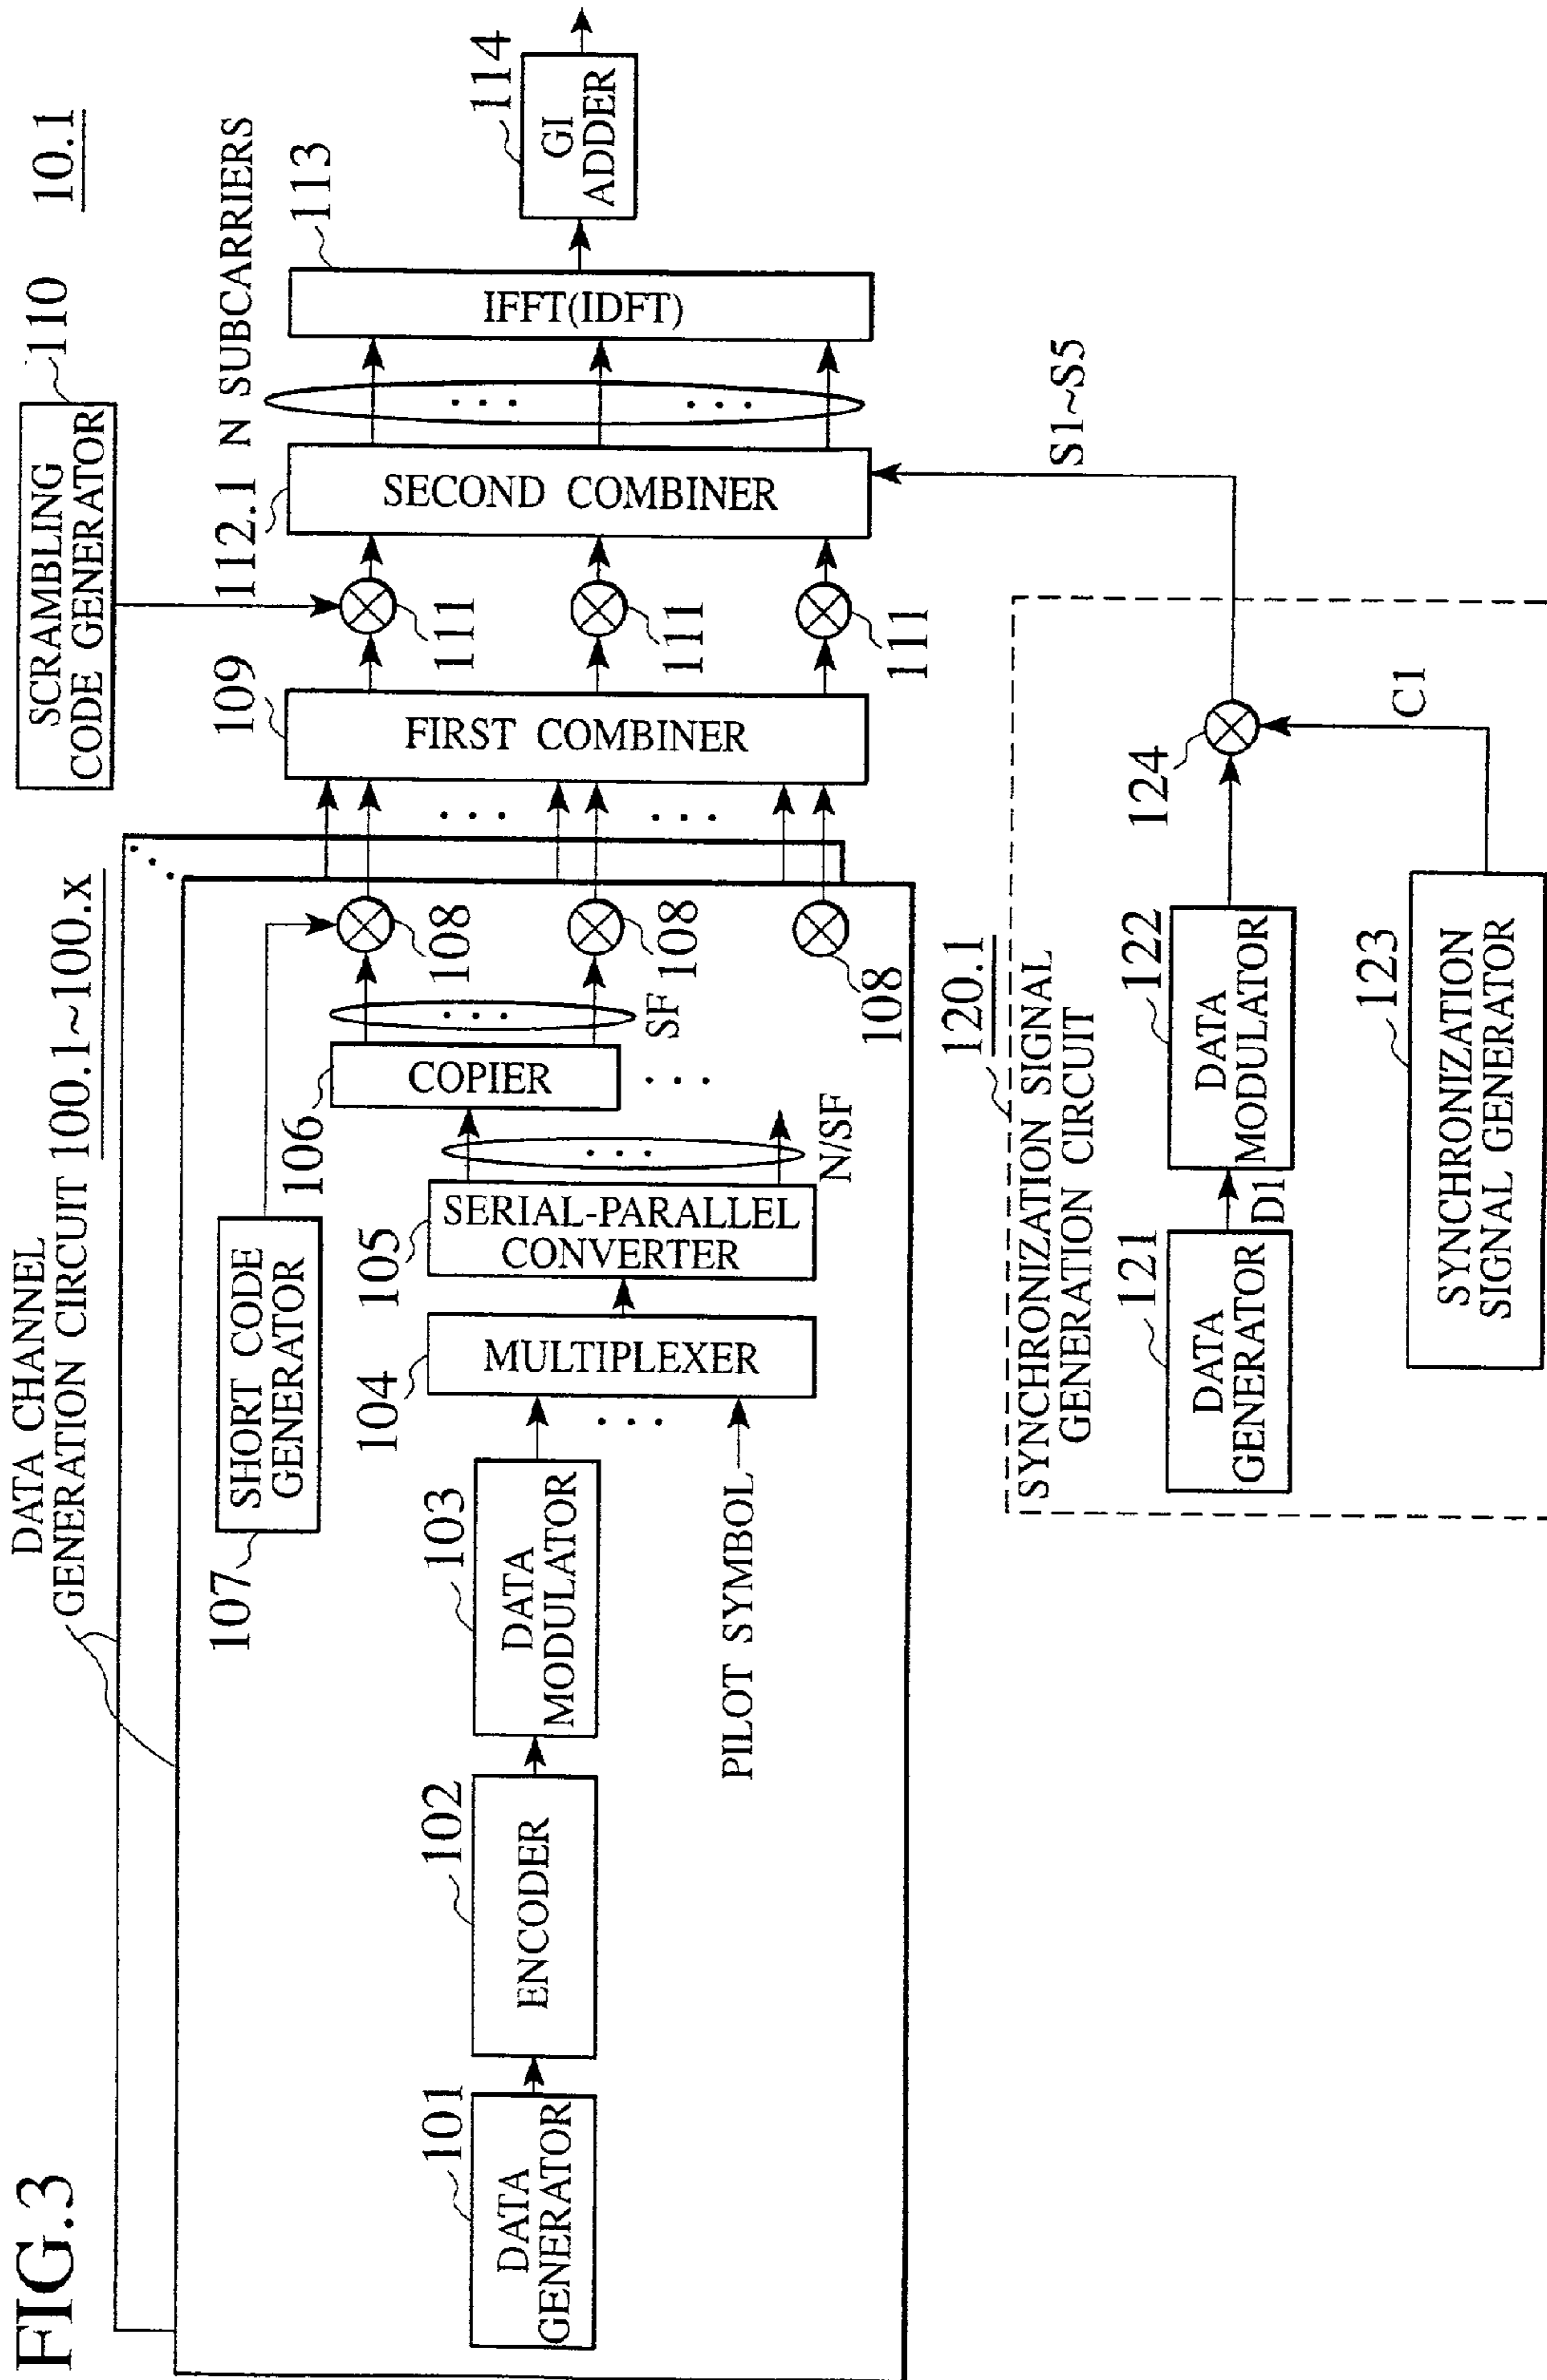 FIG.3
10.1
DATA CHANNEL
GENERATION CIRCUIT 100.1~100.x
SCRAMBLING
CODE GENERATOR
110
107
SHORT CODE
GENERATOR
109
112.1
N SUBCARRIERS
113
114
101
DATA
GENERATOR
102
ENCODER
103
DATA
MODULATOR
104
MULTIPLEXER
PILOT SYMBOL
105
SERIAL-PARALLEL
CONVERTER
N/SF
106
COPIER
SF
108
108
108
FIRST COMBINER
111
111
111
SECOND COMBINER
IFFT(IDFT)
GI
ADDER
S1~S5
120.1
SYNCHRONIZATION SIGNAL
GENERATION CIRCUIT
121
DATA
GENERATOR
D1
122
DATA
MODULATOR
124
C1
123
SYNCHRONIZATION
SIGNAL GENERATOR